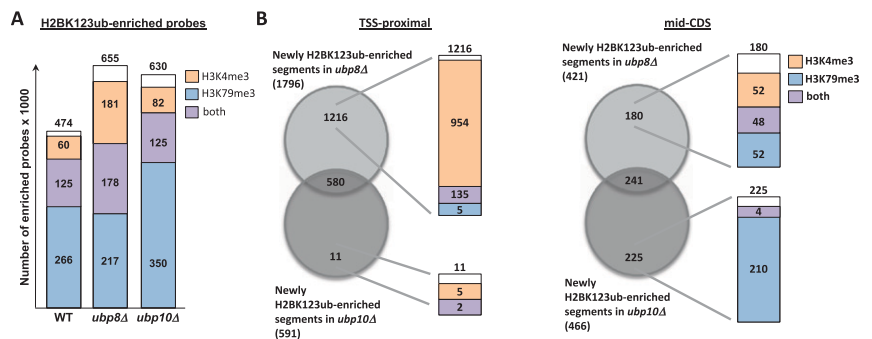 A
H2BK123ub-enriched probes
Number of enriched probes x 1000
474
60
125
266
WT
655
181
178
217
ubp8Δ
630
82
125
350
ubp10Δ
H3K4me3
H3K79me3
both
B
TSS-proximal
Newly H2BK123ub-enriched
segments in ubp8Δ
(1796)
1216
580
11
Newly
H2BK123ub-enriched
segments in ubp10Δ
(591)
1216
954
135
5
11
5
2
mid-CDS
Newly H2BK123ub-enriched
segments in ubp8Δ
(421)
180
241
225
Newly
H2BK123ub-enriched
segments in ubp10Δ
(466)
180
52
48
52
225
4
210
H3K4me3
H3K79me3
both